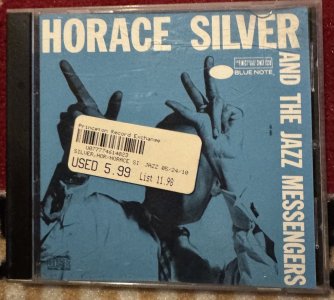 HORACE SILVER
AND THE JAZZ MESSENGERS
BLUE NOTE
Princeton Record Exchange
SILVER,HOR/HORACE SI JAZZ 05/24/10
USED 5.99 List 11.98